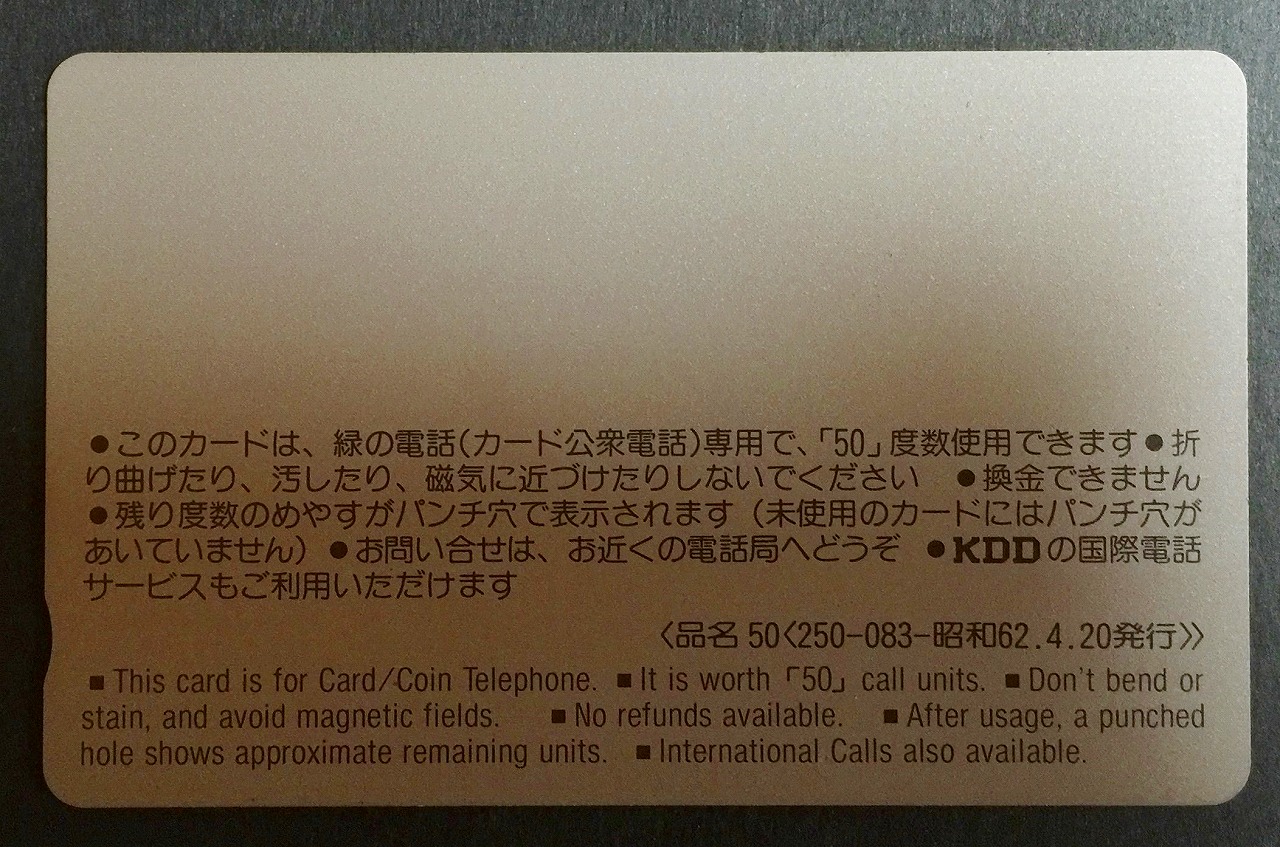 ●このカードは、緑の電話(カード公衆電話)専用で、「50」度数使用できます●折
り曲げたり、汚したり、磁気に近づけたりしないでください　●換金できません
●残り度数のめやすがパンチ穴で表示されます（未使用のカードにはパンチ穴が
あいていません）●お問い合せは、お近くの電話局へどうぞ　●KDDの国際電話
サービスもご利用いただけます
〈品名 50〈250-083-昭和62.4.20発行〉〉
■This card is for Card/Coin Telephone. ■It is worth「50」call units. ■Don't bend or
stain, and avoid magnetic fields.　■No refunds available.　■After usage, a punched
hole shows approximate remaining units.　■International Calls also available.